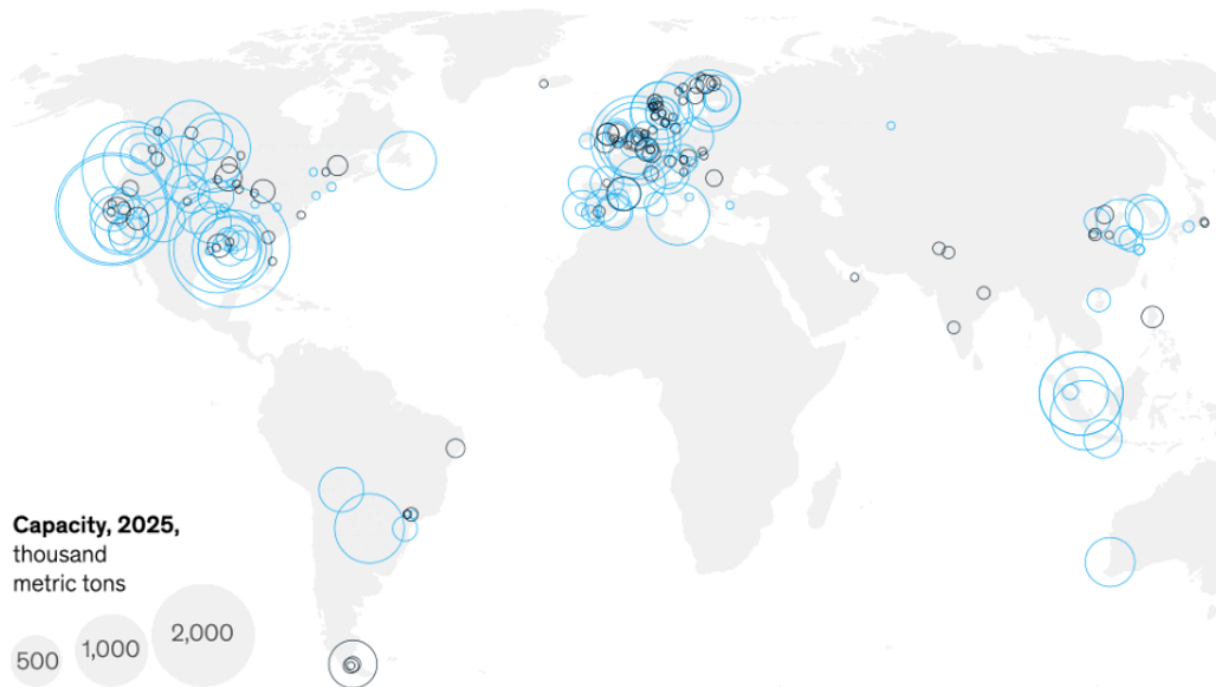 Capacity, 2025,
thousand
metric tons
500
1,000
2,000